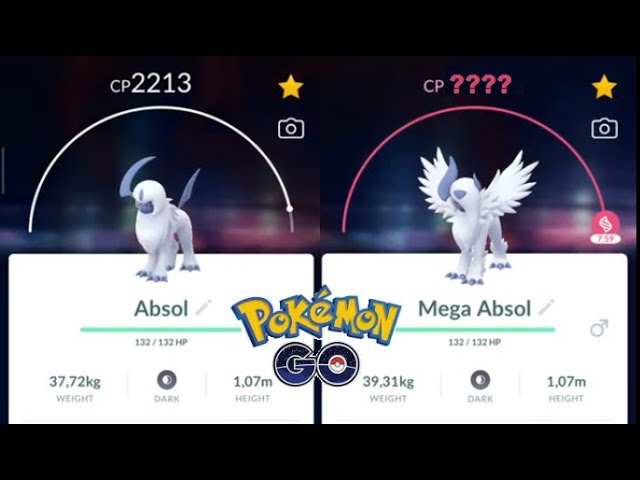 CP2213
Absol
132 / 132 HP
37,72kg
WEIGHT
DARK
1,07m
HEIGHT
CP ????
7:59
Mega Absol
132 / 132 HP
39,31kg
WEIGHT
DARK
1,07m
HEIGHT
POKéMON
GO